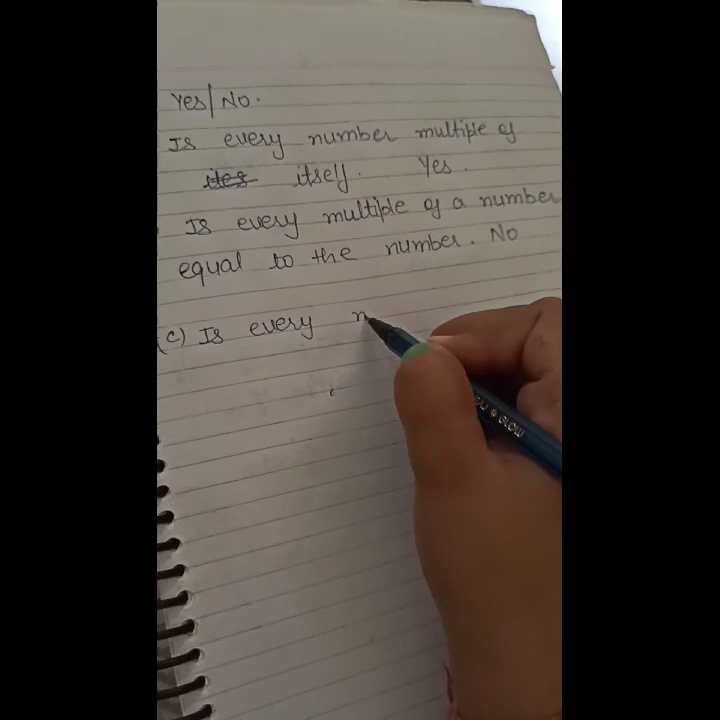 Yes/No.
Is every number multiple of
itself. Yes.
Is every multiple of a number
equal to the number. No
(c) Is every n